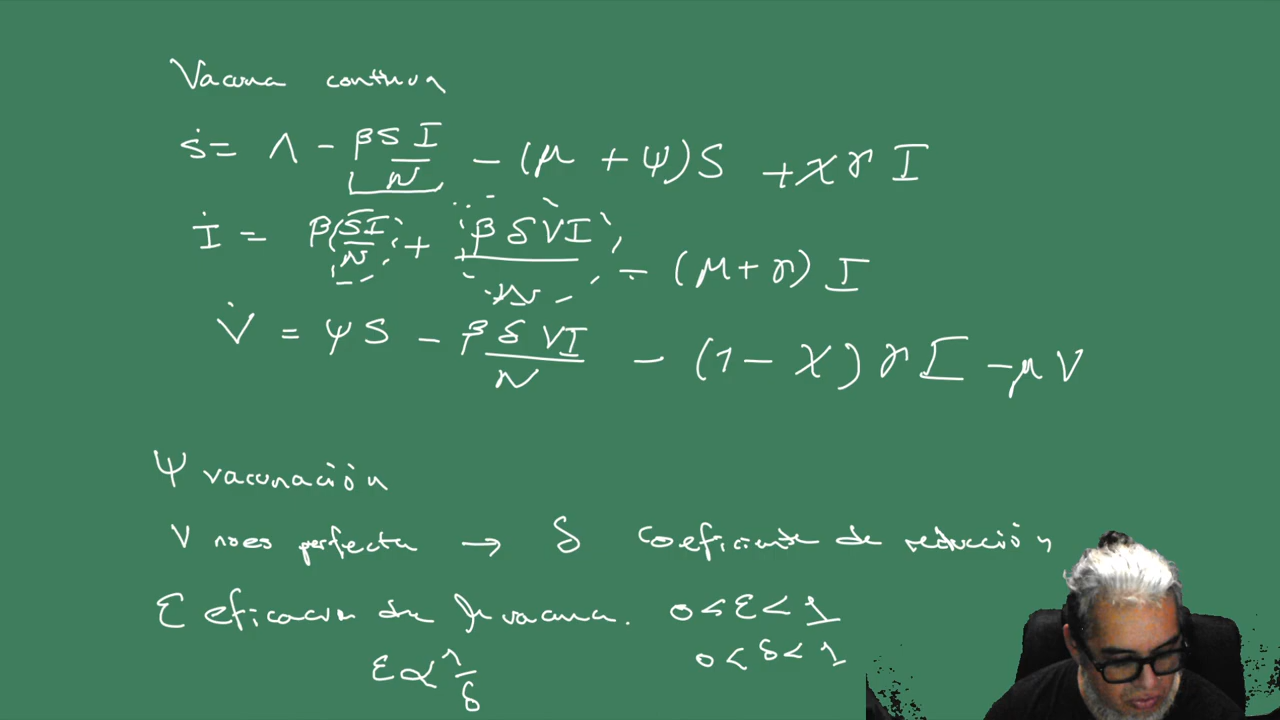 Vacuna continua
Ṡ = Λ - βSI/N - (μ + ψ)S + χγI
İ = β SI/N + βδVI/N - (μ + γ) I
V̇ = ψS - βδVI/N - (1 - χ)γI - μV
ψ vacunación
V no es perfecta → δ coeficiente de reducción
ε eficacia de la vacuna. 0 < ε < 1
ε ∝ 1/δ 0 < δ < 1